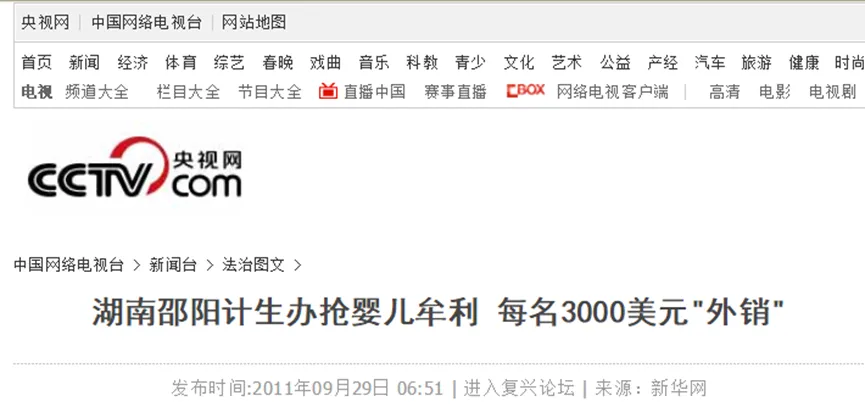 央视网 | 中国网络电视台 | 网站地图
首页 新闻 经济 体育 综艺 春晚 戏曲 音乐 科教 青少 文化 艺术 公益 产经 汽车 旅游 健康 时尚
电视 频道大全 栏目大全 节目大全 直播中国 赛事直播 CBOX 网络电视客户端 | 高清 电影 电视剧
CCTV 央视网
com
中国网络电视台 > 新闻台 > 法治图文 >
湖南邵阳计生办抢婴儿牟利 每名3000美元"外销"
发布时间:2011年09月29日 06:51 | 进入复兴论坛 | 来源：新华网